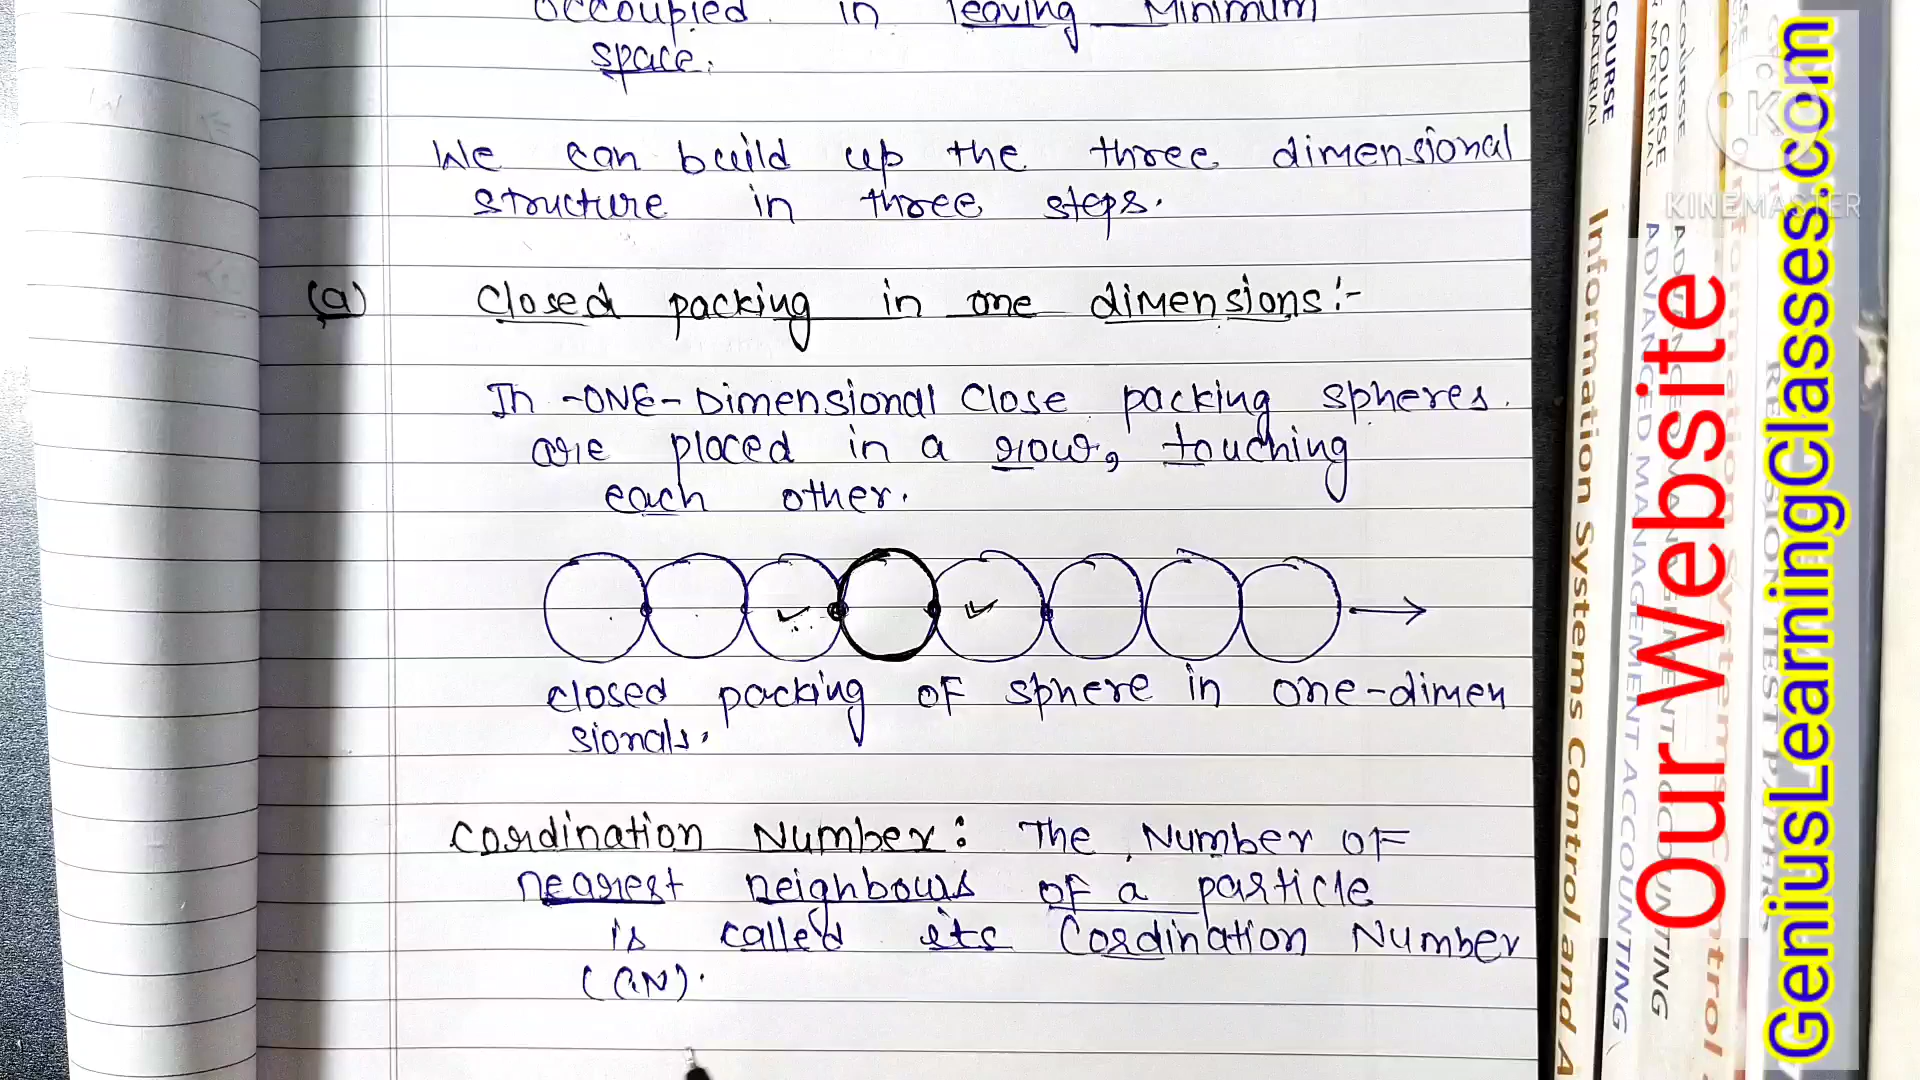 occoupied in leaving Minimum
space.
We can build up the three dimensional
structure in three steps.
(a) Closed packing in one dimensions:-
In -ONE- Dimensional Close packing spheres.
are placed in a row, touching
each other.
closed packing of sphere in one-dimen
sionals.
Cordination Number: The Number of
nearest neighbours of a particle
is called its Cordination Number
(C.N).
COURSE
MATERIAL
COURSE
MATERIAL
COURSE
Information Systems Control and A
ADVANCED MANAGEMENT ACCOUNTING
KINEMASTER
Our Website
GeniusLearningClasses.com